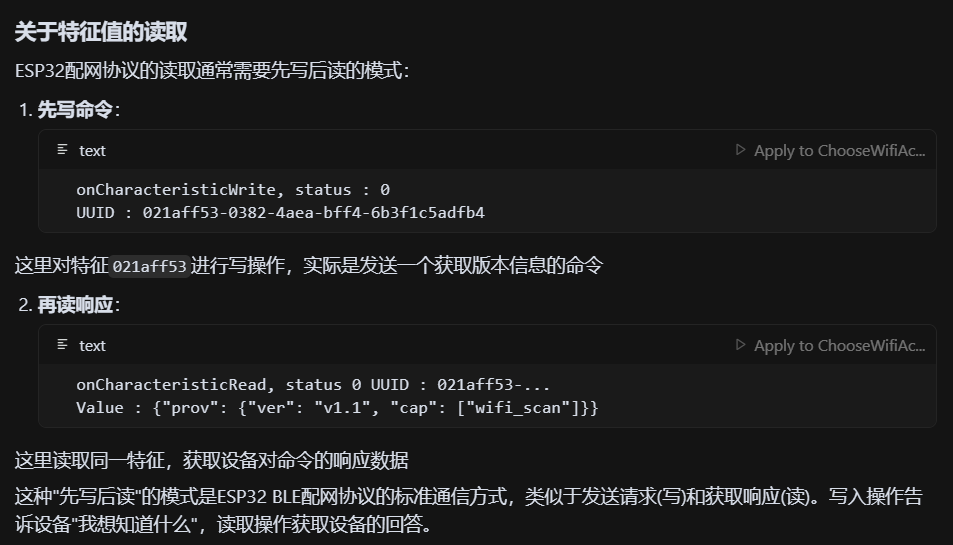 关于特征值的读取
ESP32配网协议的读取通常需要先写后读的模式：
1. 先写命令：
text
Apply to ChooseWifiAc...
onCharacteristicWrite, status : 0
UUID : 021aff53-0382-4aea-bff4-6b3f1c5adfb4
这里对特征021aff53进行写操作，实际是发送一个获取版本信息的命令
2. 再读响应：
text
Apply to ChooseWifiAc...
onCharacteristicRead, status 0 UUID : 021aff53-...
Value : {"prov": {"ver": "v1.1", "cap": ["wifi_scan"]}}
这里读取同一特征，获取设备对命令的响应数据
这种"先写后读"的模式是ESP32 BLE配网协议的标准通信方式，类似于发送请求(写)和获取响应(读)。写入操作告
诉设备"我想知道什么"，读取操作获取设备的回答。